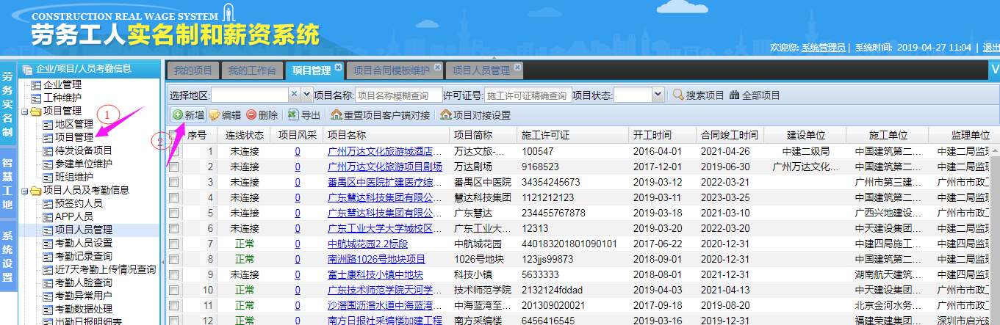 CONSTRUCTION REAL WAGE SYSTEM
劳务工人实名制和薪资系统
欢迎您: 系统管理员 | 系统时间: 2019-04-27 11:04 | 退出
劳务实名制
智慧工地
系统设置
企业/项目/人员考勤信息
企业管理
工种维护
项目管理
地区管理
项目管理
待发设备项目
参建单位维护
班组维护
项目人员及考勤信息
预签约人员
APP人员
项目人员管理
考勤人员设置
考勤记录查询
近7天考勤上传情况查询
考勤人脸查询
考勤异常用户
考勤数据处理
出勤日报明细表
①
②
我的项目 我的工作台 项目管理 项目合同模板维护 项目人员管理 V
选择地区: 项目名称: 项目名称模糊查询 许可证号: 施工许可证精确查询 项目状态: 搜索项目 全部项目
新增 编辑 删除 导出 重置项目客户端对接 项目对接设置
序号 连线状态 项目风采 项目名称 项目简称 施工许可证 开工时间 合同竣工时间 建设单位 施工单位 监理单位
1 未连接 0 广州万达文化旅游城酒店... 万达文旅-... 100547 2016-04-01 2021-04-26 中建二级局 中国建筑第二... 中建二局监理
2 未连接 0 广州万达文化旅游项目剧场 万达剧场 9168523 2017-12-01 2019-06-30 广州万达文化... 中国建筑第二... 中建二局监理
3 未连接 0 番禺区中医院扩建医疗综... 番禺区中医院 34354245673 2019-03-12 2022-03-21 广州市第三建... 广州市市政工
4 未连接 0 广东慧达科技集团有限公... 慧达科技集团 1121212123 2019-03-11 2023-03-25 中国建筑第二... 中建二局监理
5 未连接 0 广东慧达科技集团有限公... 广东慧达 234455767878 2019-03-18 2021-03-10 广西兴地建设... 广州市市政工
6 未连接 0 广东工业大学大学城校区... 广东工业大... 12313 2019-03-20 2022-03-20 中天建设集团... 中建二局监理
7 正常 0 中航城花园2.2标段 中航城花园 440183201801090101 2017-06-22 2020-12-31 中建四局施工... 中天建设集团
8 正常 0 南洲路1026号地块项目 1026号地块 123jjs99873 2018-09-01 2020-12-31 中国建筑第二... 中建二局监理
9 未连接 0 富士康科技小镇中地块 科技小镇 5633333 2018-08-01 2021-12-31 湖南航天建筑... 中建二局监理
10 正常 0 广东技术师范学院天河学... 技术师范学院 2132124fddad 2019-04-03 2021-04-13 中天建设集团... 广州市市政工
11 正常 0 沙滘围沥滘水道中海蓝湾... 中海蓝湾至... 201309020021 2017-09-18 2019-08-20 北京金河水务... 广州市市政工
12 正常 0 南方日报社采编楼加建工程 南方采编楼 6456416545 2019-03-16 2019-03-31 福建荣建集团... 深圳市启光